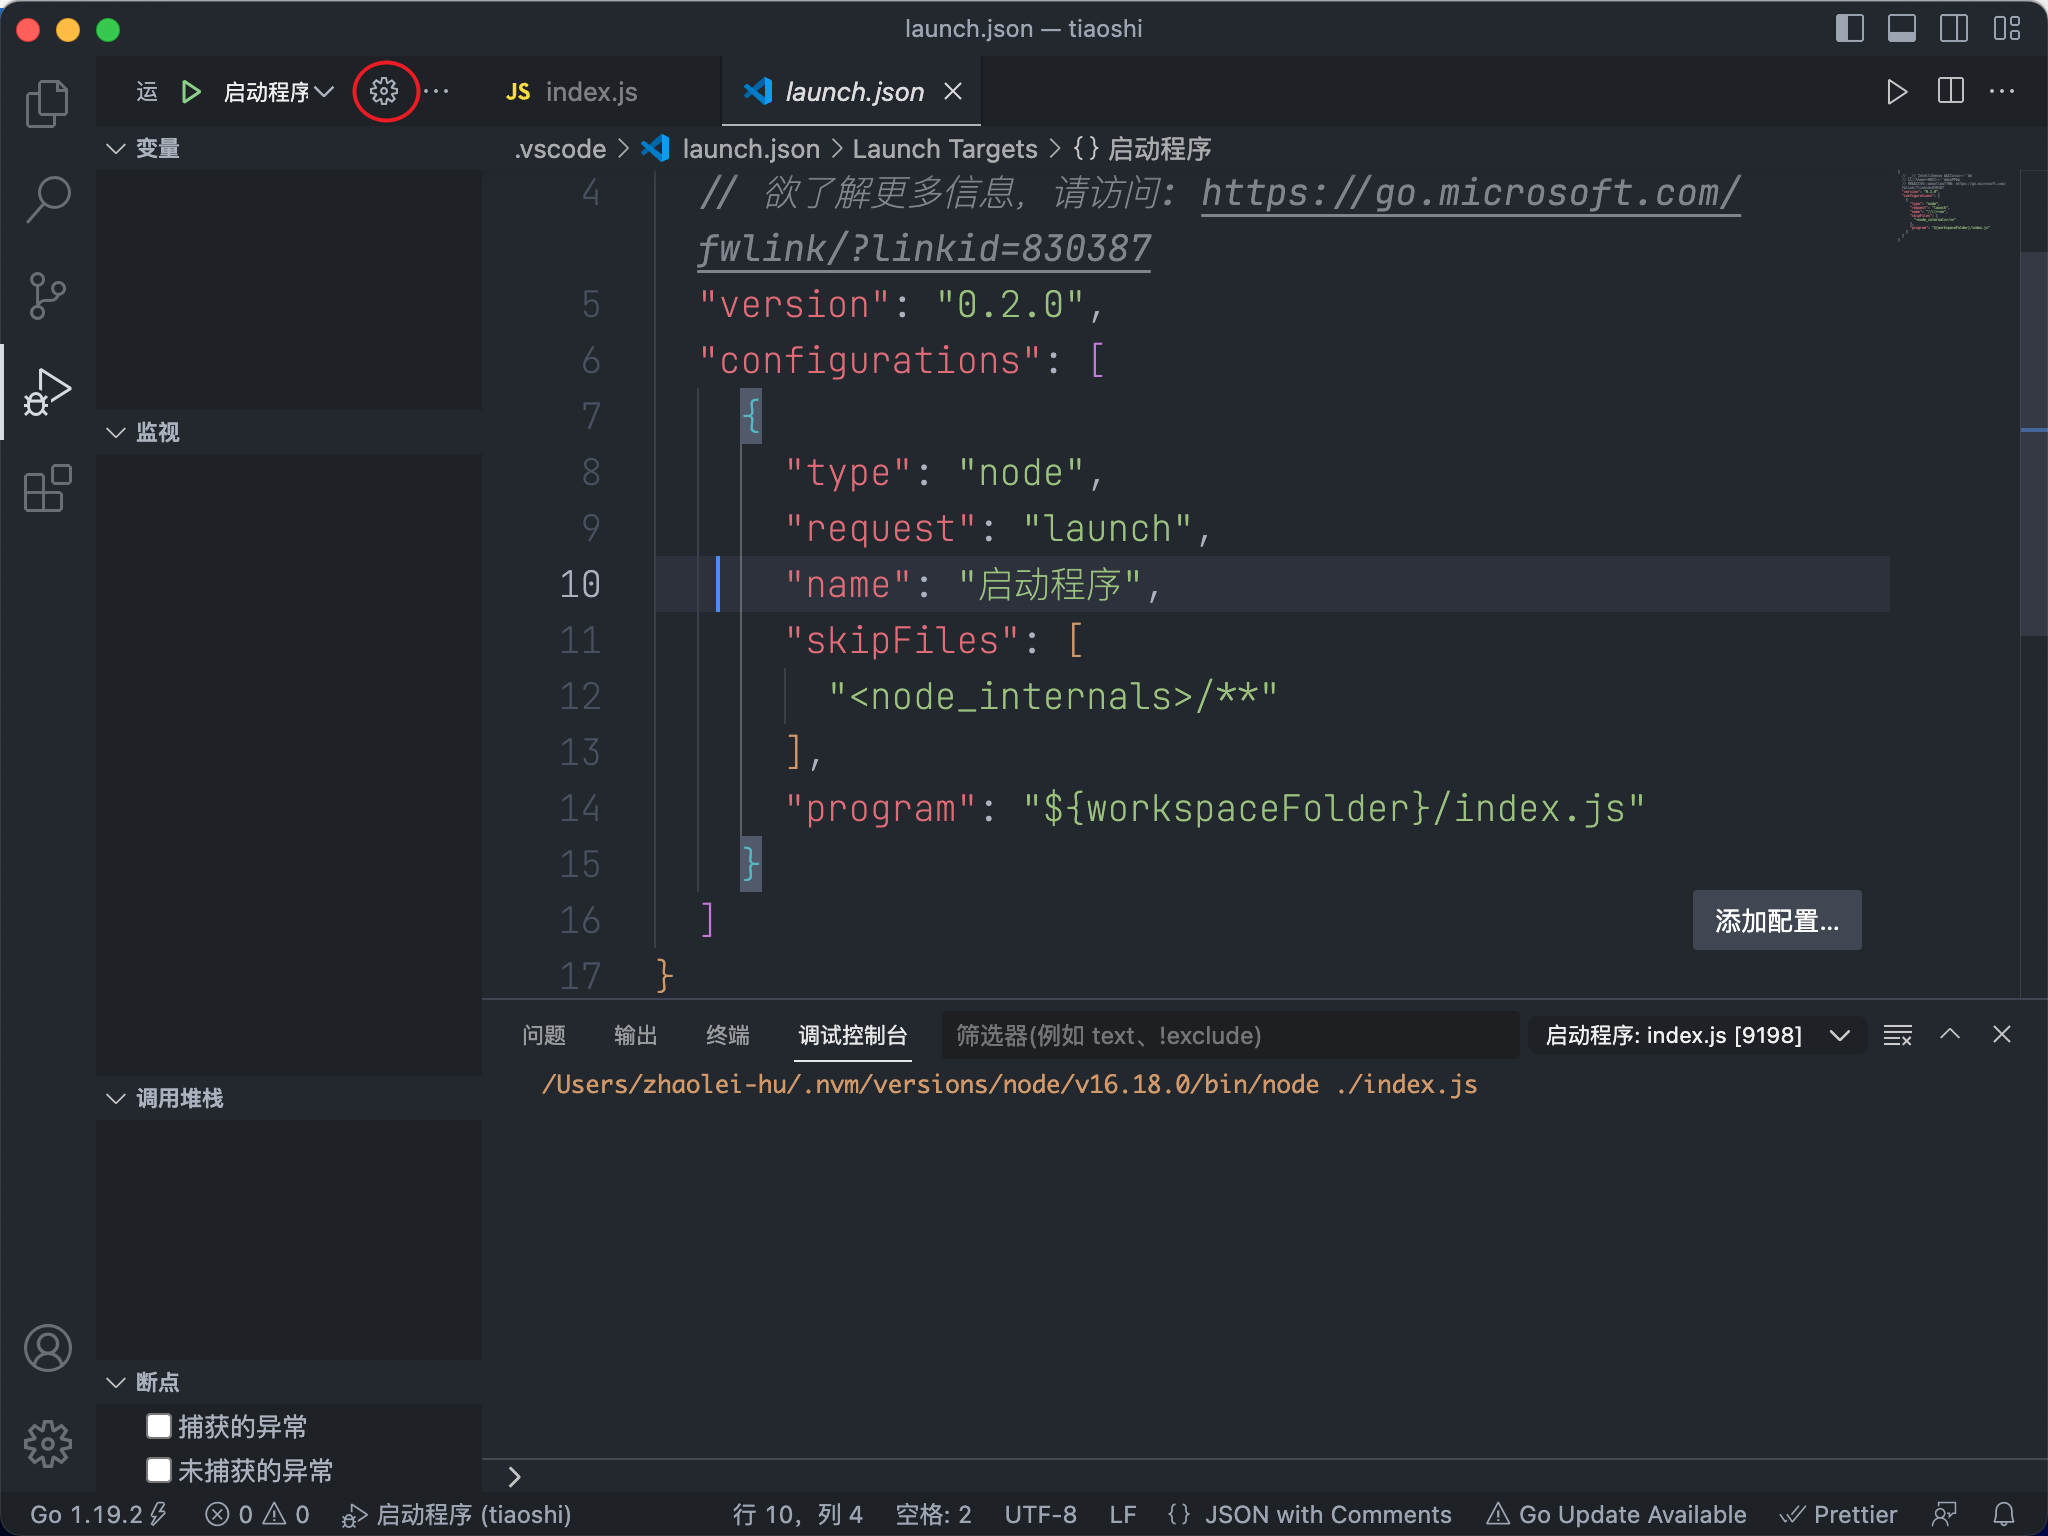 launch.json — tiaoshi
运 启动程序
JS index.js
launch.json
.vscode > launch.json > Launch Targets > {} 启动程序
变量
监视
调用堆栈
断点
捕获的异常
未捕获的异常
4 // 欲了解更多信息，请访问: https://go.microsoft.com/
fwlink/?linkid=830387
5 "version": "0.2.0",
6 "configurations": [
7 {
8 "type": "node",
9 "request": "launch",
10 "name": "启动程序",
11 "skipFiles": [
12 "<node_internals>/**"
13 ],
14 "program": "${workspaceFolder}/index.js"
15 }
16 ]
17 }
添加配置...
问题 输出 终端 调试控制台 筛选器(例如 text、!exclude) 启动程序: index.js [9198]
/Users/zhaolei-hu/.nvm/versions/node/v16.18.0/bin/node ./index.js
>
Go 1.19.2 0 0 启动程序 (tiaoshi) 行 10，列 4 空格: 2 UTF-8 LF {} JSON with Comments Go Update Available Prettier